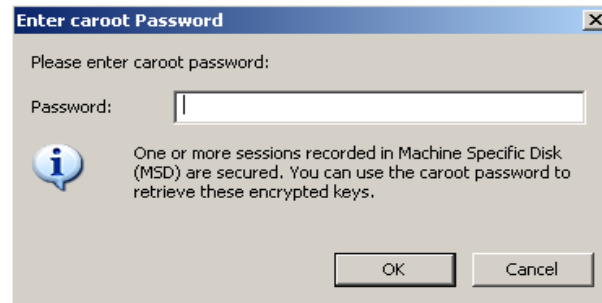 Enter caroot Password
Please enter caroot password:
Password:
One or more sessions recorded in Machine Specific Disk
(MSD) are secured. You can use the caroot password to
retrieve these encrypted keys.
OK Cancel